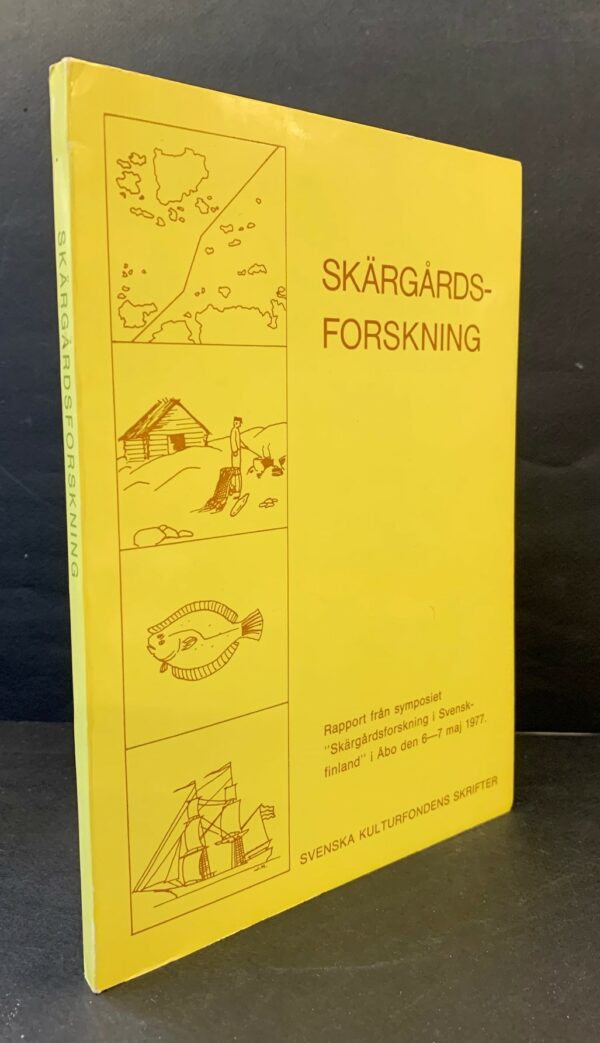 SKÄRGÅRDSFORSKNING
SKÄRGÅRDS-
FORSKNING
Rapport från symposiet
"Skärgårdsforskning i Svensk-
finland" i Åbo den 6—7 maj 1977.
SVENSKA KULTURFONDENS SKRIFTER